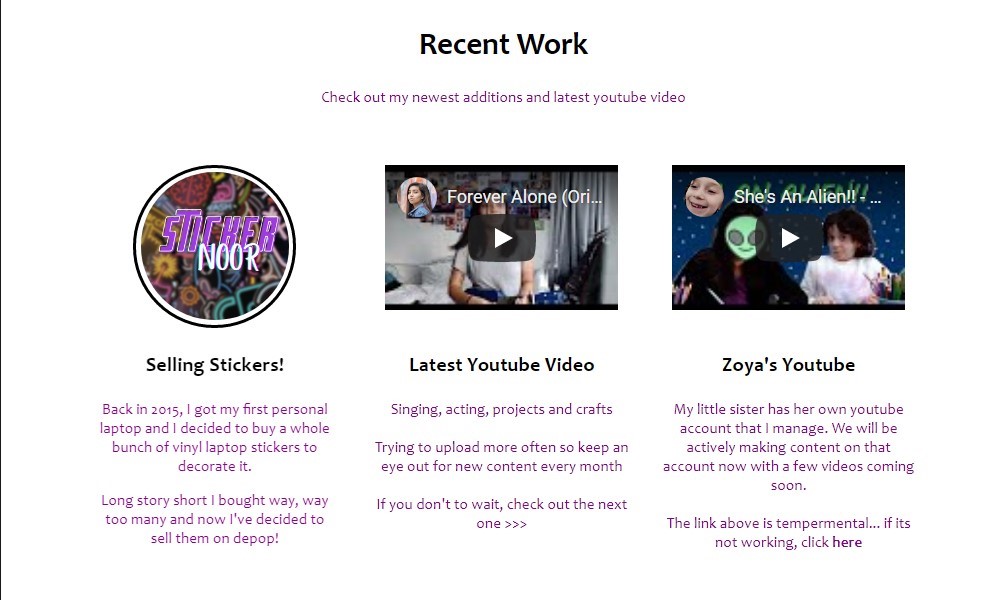 Recent Work
Check out my newest additions and latest youtube video
STICKER
NOOR
Forever Alone (Ori...
AN ALIEN!!
She's An Alien!! - ...
Selling Stickers!
Back in 2015, I got my first personal
laptop and I decided to buy a whole
bunch of vinyl laptop stickers to
decorate it.
Long story short I bought way, way
too many and now I've decided to
sell them on depop!
Latest Youtube Video
Singing, acting, projects and crafts
Trying to upload more often so keep an
eye out for new content every month
If you don't to wait, check out the next
one >>>
Zoya's Youtube
My little sister has her own youtube
account that I manage. We will be
actively making content on that
account now with a few videos coming
soon.
The link above is tempermental... if its
not working, click here